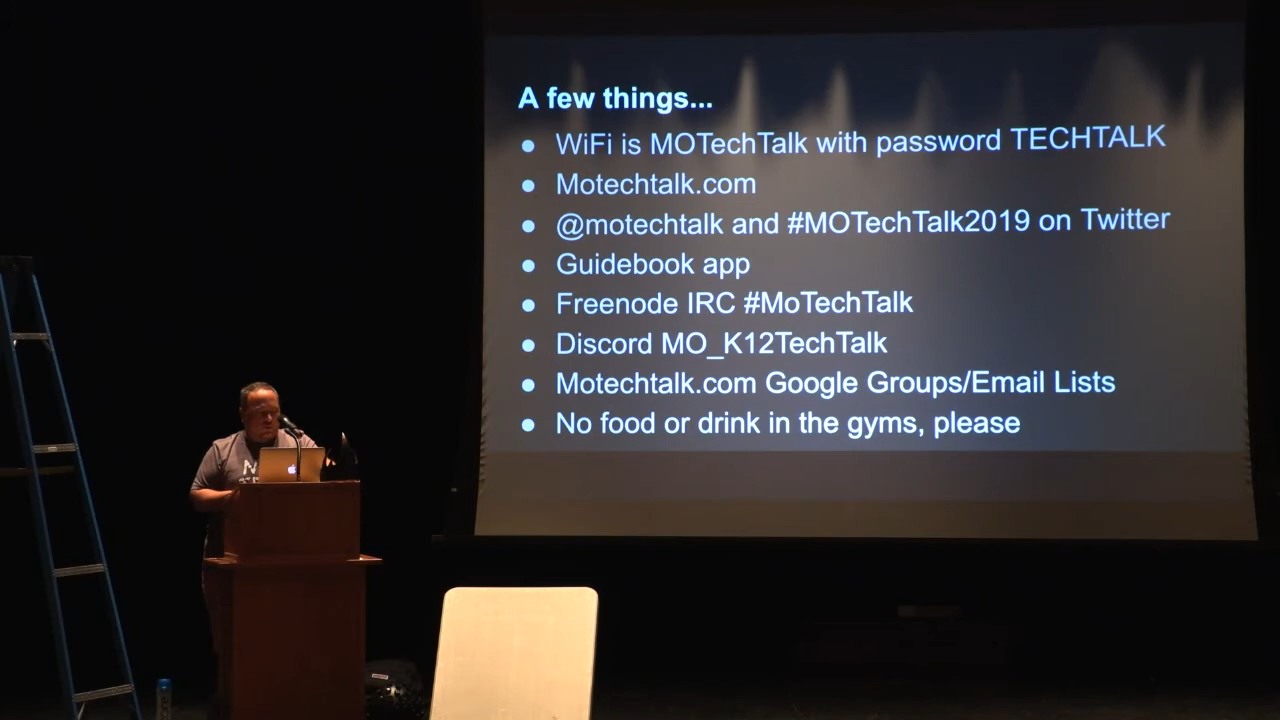 A few things...
● WiFi is MOTechTalk with password TECHTALK
● Motechtalk.com
● @motechtalk and #MOTechTalk2019 on Twitter
● Guidebook app
● Freenode IRC #MoTechTalk
● Discord MO_K12TechTalk
● Motechtalk.com Google Groups/Email Lists
● No food or drink in the gyms, please